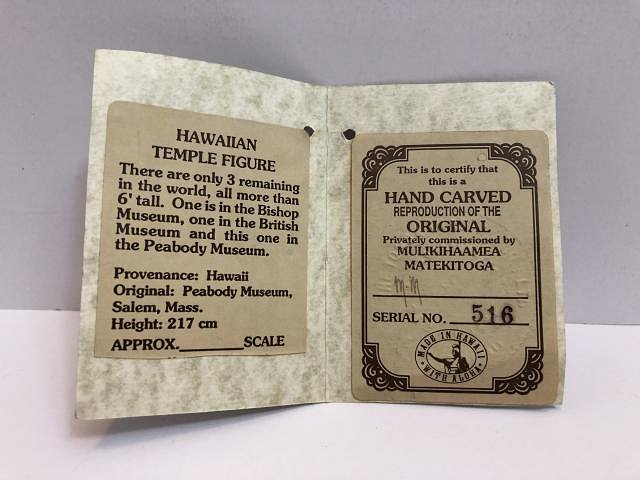 HAWAIIAN
TEMPLE FIGURE
There are only 3 remaining
in the world, all more than
6' tall. One is in the Bishop
Museum, one in the British
Museum and this one in
the Peabody Museum.
Provenance: Hawaii
Original: Peabody Museum,
Salem, Mass.
Height: 217 cm
APPROX.________SCALE
This is to certify that
this is a
HAND CARVED
REPRODUCTION OF THE
ORIGINAL
Privately commissioned by
MULIKIHAAMEA
MATEKITOGA
m.m
SERIAL NO. 516
MADE IN HAWAII
• WITH ALOHA •